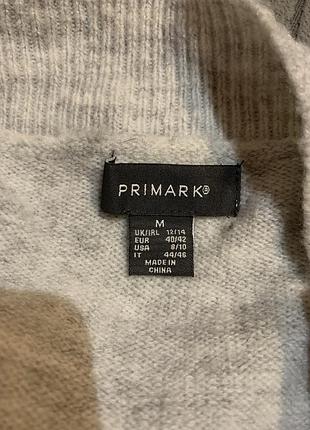 PRIMARK®
M
UK/IRL 12/14
EUR 40/42
USA 8/10
IT 44/46
MADE IN
CHINA